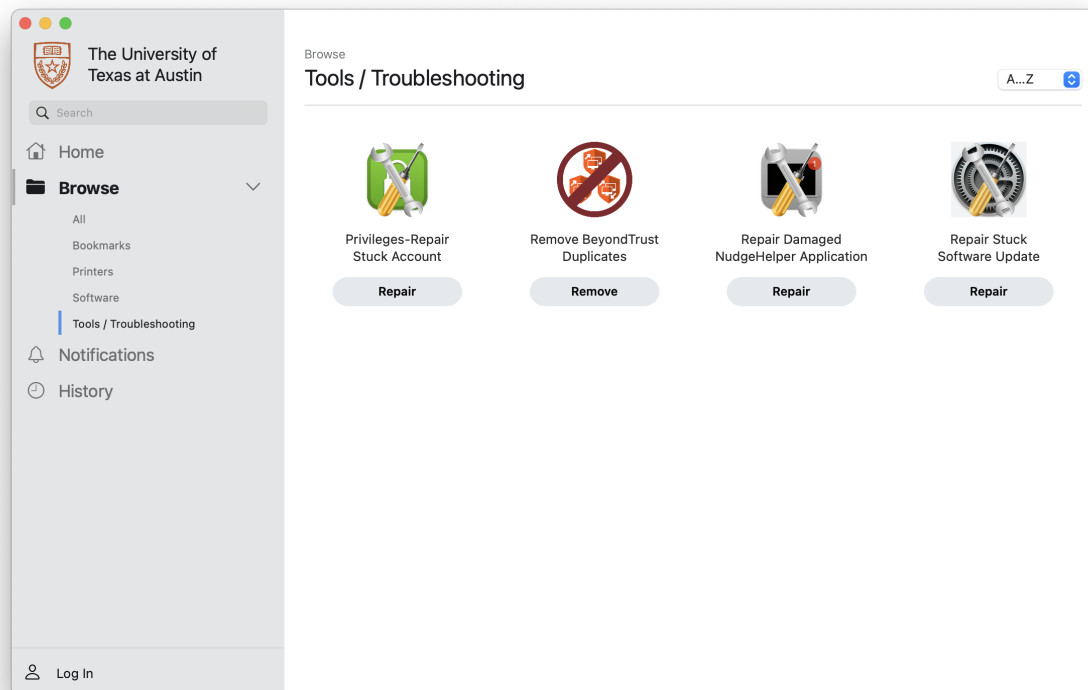 The University of
Texas at Austin
Search
Home
Browse
All
Bookmarks
Printers
Software
Tools / Troubleshooting
Notifications
History
Log In
Browse
Tools / Troubleshooting
A...Z
Privileges-Repair
Stuck Account
Repair
Remove BeyondTrust
Duplicates
Remove
1
Repair Damaged
NudgeHelper Application
Repair
Repair Stuck
Software Update
Repair